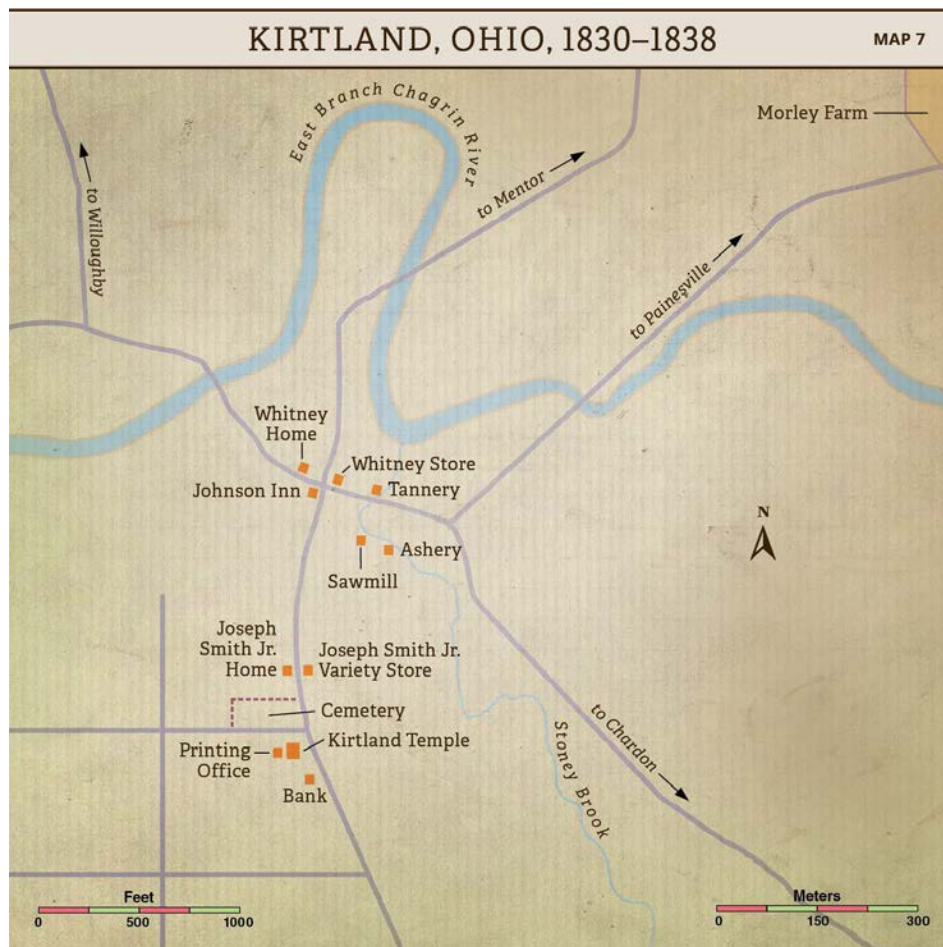 KIRTLAND, OHIO, 1830–1838
MAP 7
East Branch Chagrin River
Morley Farm
to Mentor
to Willoughby
to Painesville
Whitney
Home
Whitney Store
Johnson Inn
Tannery
N
Ashery
Sawmill
Joseph
Smith Jr.
Home
Joseph Smith Jr.
Variety Store
Cemetery
to Chardon
Stoney Brook
Printing
Office
Kirtland Temple
Bank
Feet
0 500 1000
Meters
0 150 300